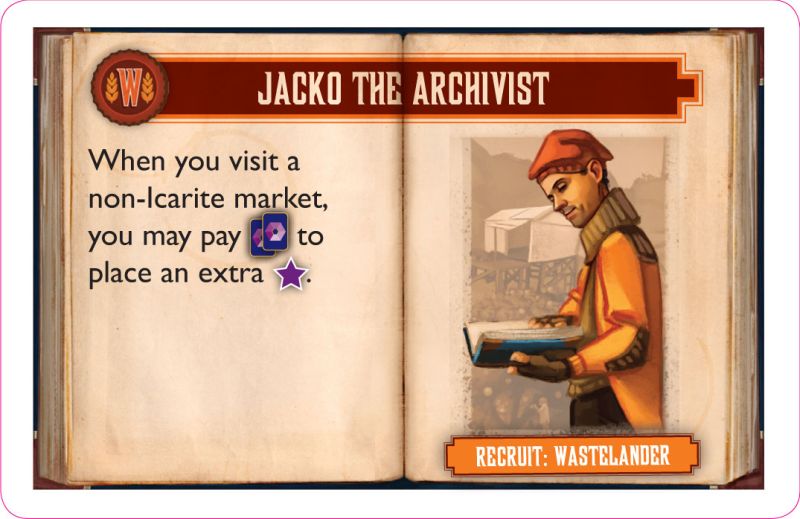 W
JACKO THE ARCHIVIST
When you visit a
non-Icarite market,
you may pay to
place an extra .
RECRUIT: WASTELANDER